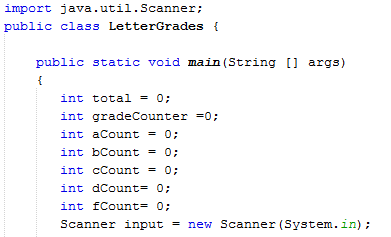 import java.util.Scanner;
public class LetterGrades {
public static void main(String [] args)
{
int total = 0;
int gradeCounter =0;
int aCount = 0;
int bCount = 0;
int cCount = 0;
int dCount= 0;
int fCount= 0;
Scanner input = new Scanner(System.in);